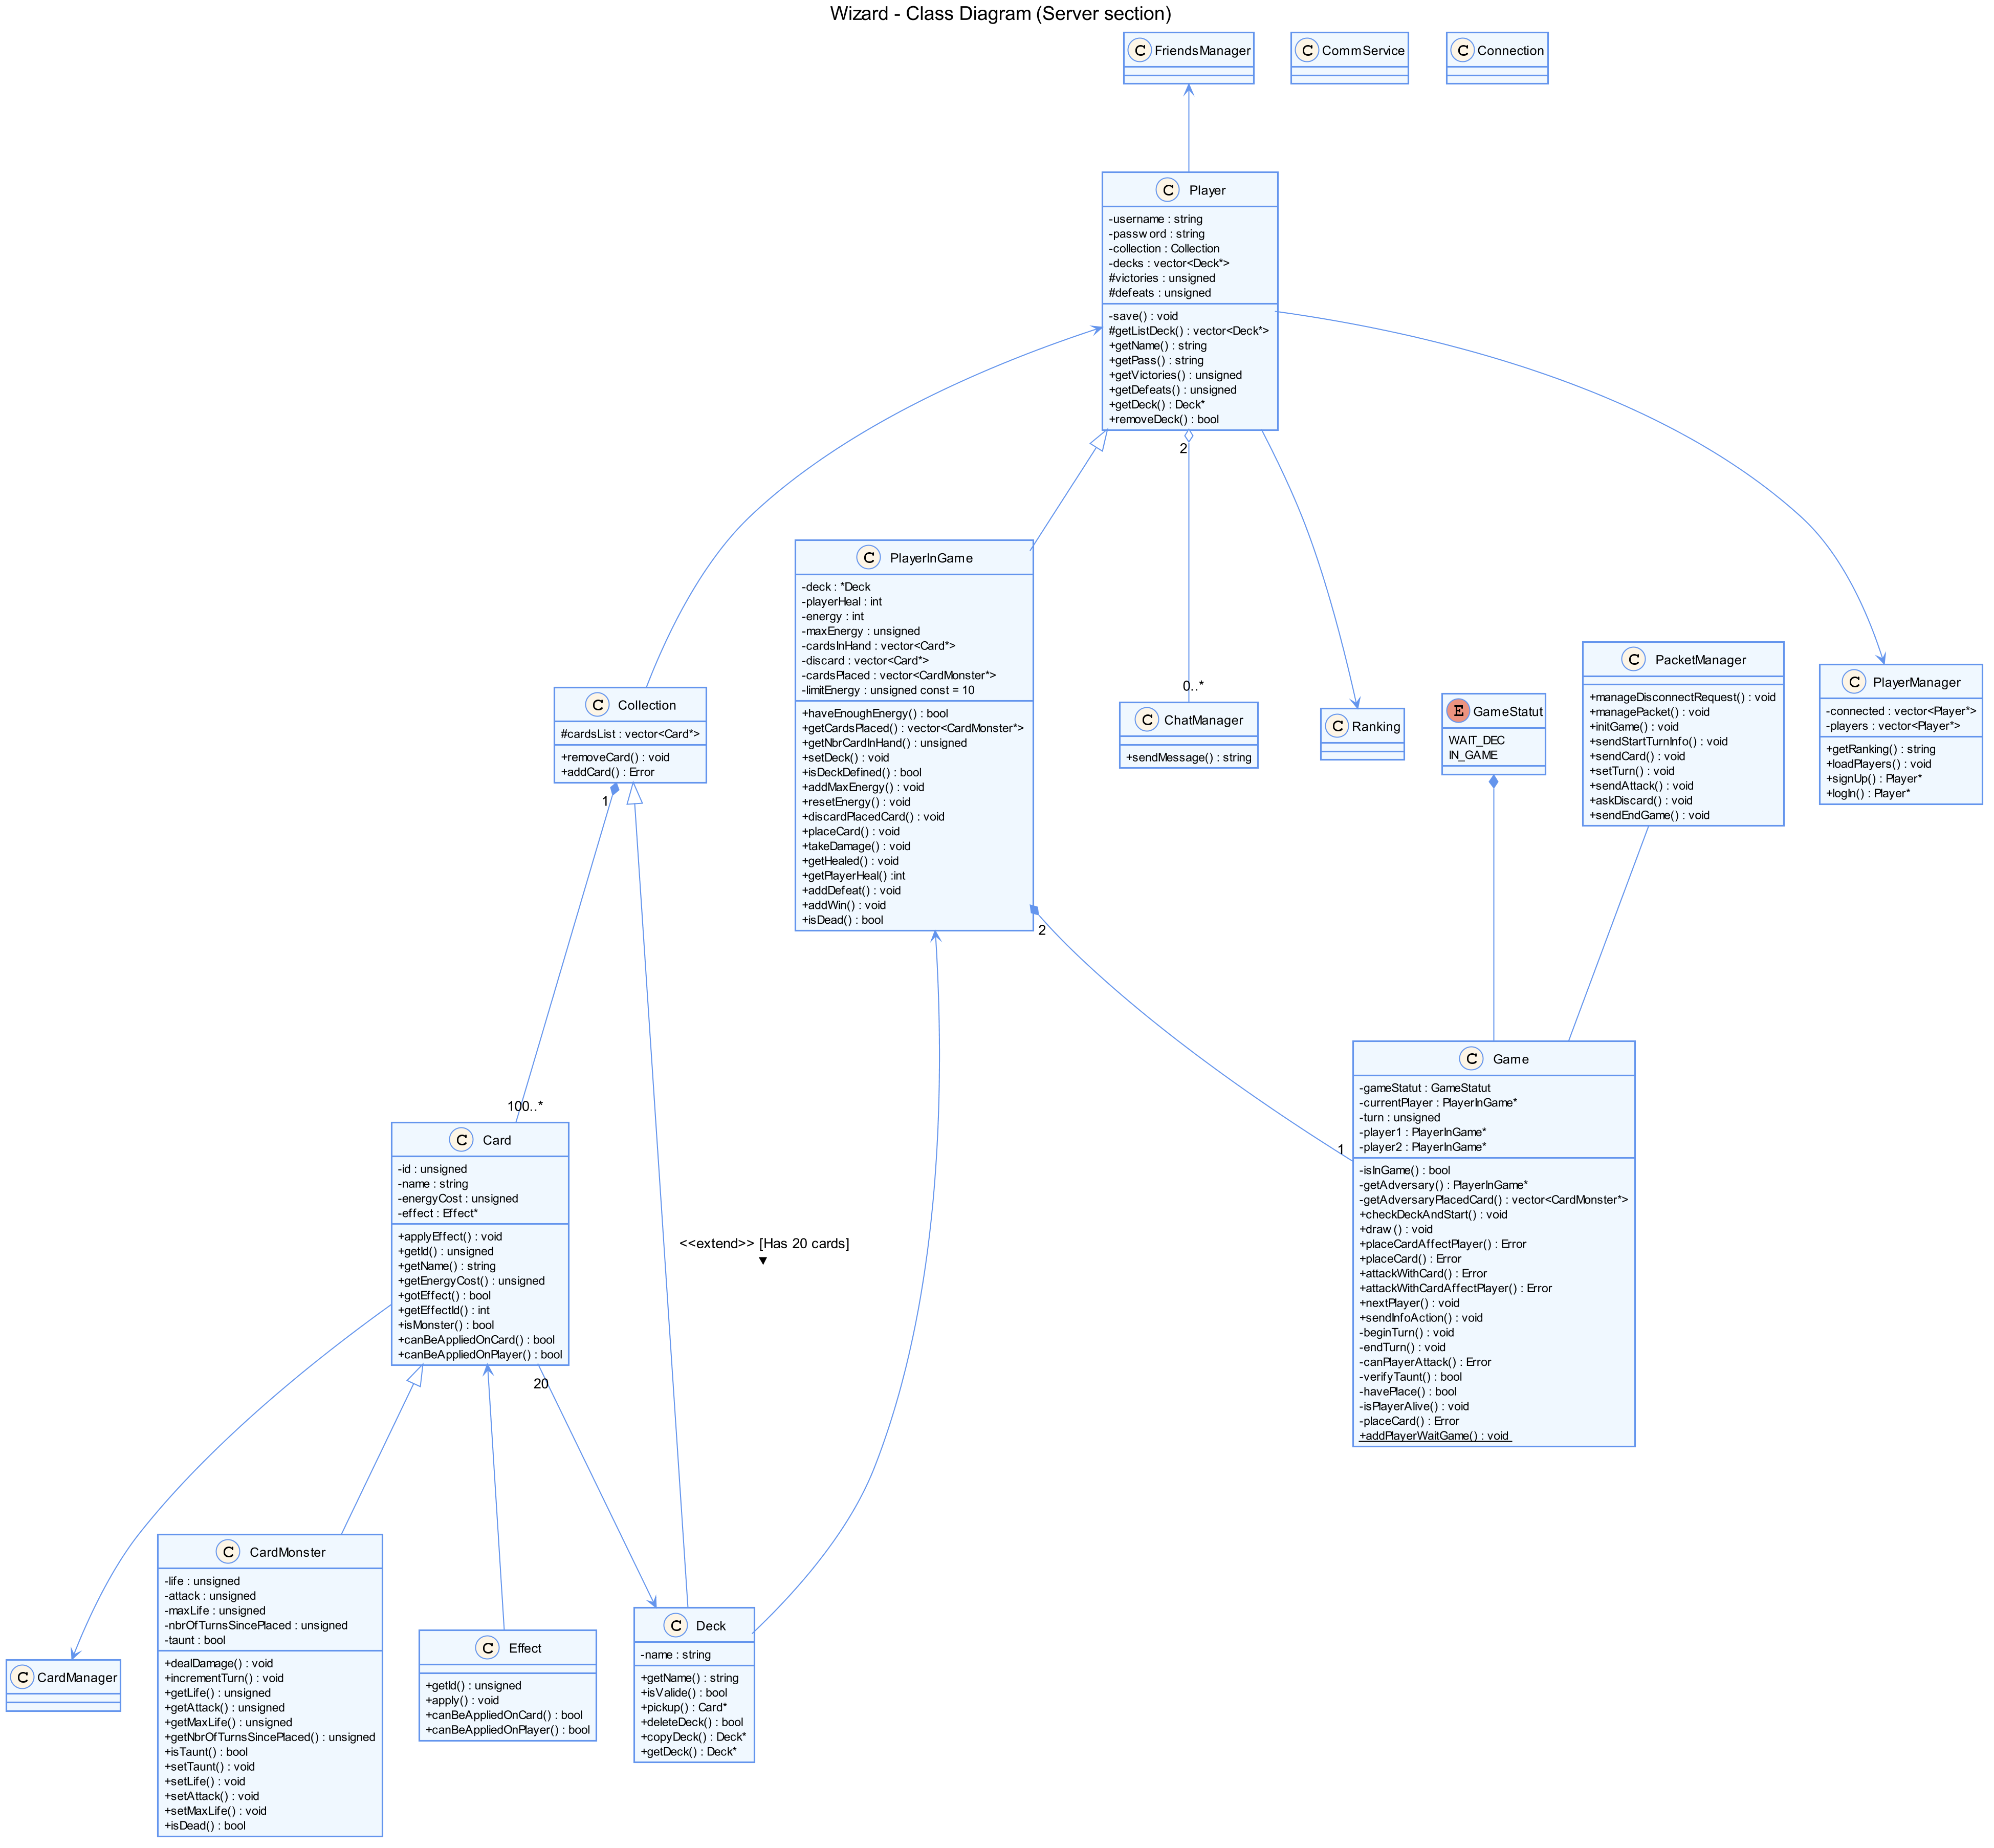 Wizard - Class Diagram (Server section)
C FriendsManager
C CommService
C Connection
C Player
-username : string
-password : string
-collection : Collection
-decks : vector<Deck*>
#victories : unsigned
#defeats : unsigned
-save() : void
#getListDeck() : vector<Deck*>
+getName() : string
+getPass() : string
+getVictories() : unsigned
+getDefeats() : unsigned
+getDeck() : Deck*
+removeDeck() : bool
2
C PlayerInGame
-deck : *Deck
-playerHeal : int
-energy : int
-maxEnergy : unsigned
-cardsInHand : vector<Card*>
-discard : vector<Card*>
-cardsPlaced : vector<CardMonster*>
-limitEnergy : unsigned const = 10
+haveEnoughEnergy() : bool
+getCardsPlaced() : vector<CardMonster*>
+getNbrCardInHand() : unsigned
+setDeck() : void
+isDeckDefined() : bool
+addMaxEnergy() : void
+resetEnergy() : void
+discardPlacedCard() : void
+placeCard() : void
+takeDamage() : void
+getHealed() : void
+getPlayerHeal() :int
+addDefeat() : void
+addWin() : void
+isDead() : bool
2
C Collection
#cardsList : vector<Card*>
+removeCard() : void
+addCard() : Error
1
0..*
C ChatManager
+sendMessage() : string
C Ranking
E GameStatut
WAIT_DEC
IN_GAME
C PacketManager
+manageDisconnectRequest() : void
+managePacket() : void
+initGame() : void
+sendStartTurnInfo() : void
+sendCard() : void
+setTurn() : void
+sendAttack() : void
+askDiscard() : void
+sendEndGame() : void
C PlayerManager
-connected : vector<Player*>
-players : vector<Player*>
+getRanking() : string
+loadPlayers() : void
+signUp() : Player*
+logIn() : Player*
100..*
C Card
-id : unsigned
-name : string
-energyCost : unsigned
-effect : Effect*
+applyEffect() : void
+getId() : unsigned
+getName() : string
+getEnergyCost() : unsigned
+gotEffect() : bool
+getEffectId() : int
+isMonster() : bool
+canBeAppliedOnCard() : bool
+canBeAppliedOnPlayer() : bool
20
<<extend>> [Has 20 cards]
▼
1
C Game
-gameStatut : GameStatut
-currentPlayer : PlayerInGame*
-turn : unsigned
-player1 : PlayerInGame*
-player2 : PlayerInGame*
-isInGame() : bool
-getAdversary() : PlayerInGame*
-getAdversaryPlacedCard() : vector<CardMonster*>
+checkDeckAndStart() : void
+draw() : void
+placeCardAffectPlayer() : Error
+placeCard() : Error
+attackWithCard() : Error
+attackWithCardAffectPlayer() : Error
+nextPlayer() : void
+sendInfoAction() : void
-beginTurn() : void
-endTurn() : void
-canPlayerAttack() : Error
-verifyTaunt() : bool
-havePlace() : bool
-isPlayerAlive() : void
-placeCard() : Error
+addPlayerWaitGame() : void
C CardManager
C CardMonster
-life : unsigned
-attack : unsigned
-maxLife : unsigned
-nbrOfTurnsSincePlaced : unsigned
-taunt : bool
+dealDamage() : void
+incrementTurn() : void
+getLife() : unsigned
+getAttack() : unsigned
+getMaxLife() : unsigned
+getNbrOfTurnsSincePlaced() : unsigned
+isTaunt() : bool
+setTaunt() : void
+setLife() : void
+setAttack() : void
+setMaxLife() : void
+isDead() : bool
C Effect
+getId() : unsigned
+apply() : void
+canBeAppliedOnCard() : bool
+canBeAppliedOnPlayer() : bool
C Deck
-name : string
+getName() : string
+isValide() : bool
+pickup() : Card*
+deleteDeck() : bool
+copyDeck() : Deck*
+getDeck() : Deck*